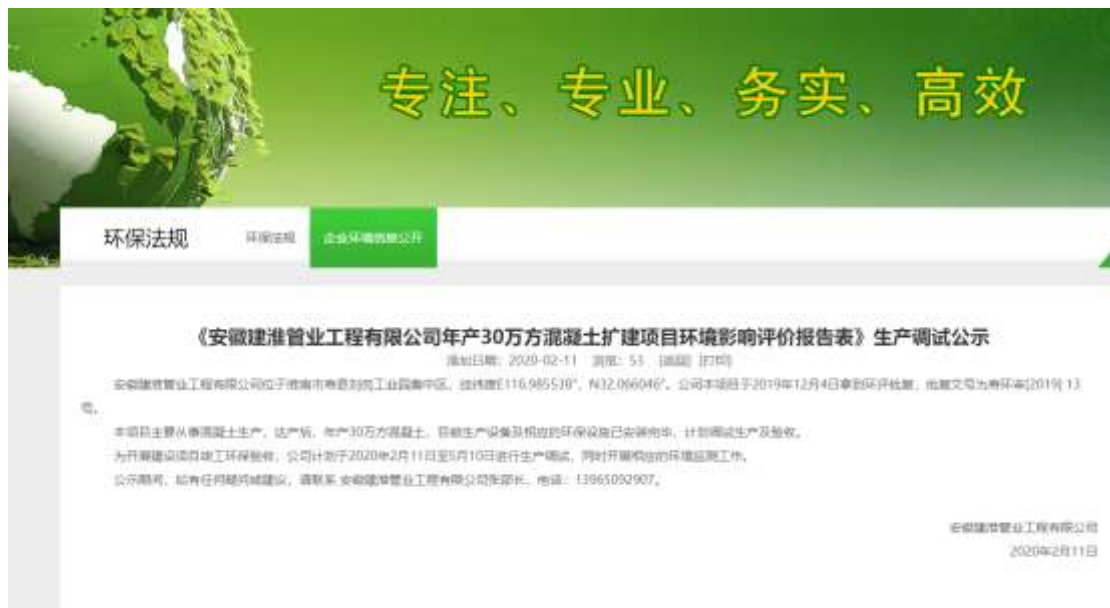 专注、专业、务实、高效
环保法规 环保法规 企业环境信息公开
《安徽建淮管业工程有限公司年产30万方混凝土扩建项目环境影响评价报告表》生产调试公示
添加日期: 2020-02-11 浏览: 53 [返回] [打印]
安徽建淮管业工程有限公司位于淮南市寿县刘岗工业园集中区，经纬度E116.985538°，N32.066046°。公司本项目于2019年12月4日拿到环评批复，批复文号为寿环审[2019] 13
号。
本项目主要从事混凝土生产，达产后，年产30万方混凝土，目前生产设备及相应的环保设施已安装完毕，计划调试生产及验收。
为开展建设项目竣工环保验收，公司计划于2020年2月11日至5月10日进行生产调试，同时开展相应的环境监测工作。
公示期间，如有任何疑问或建议，请联系 安徽建淮管业工程有限公司张部长，电话：13965092907。
安徽建淮管业工程有限公司
2020年2月11日